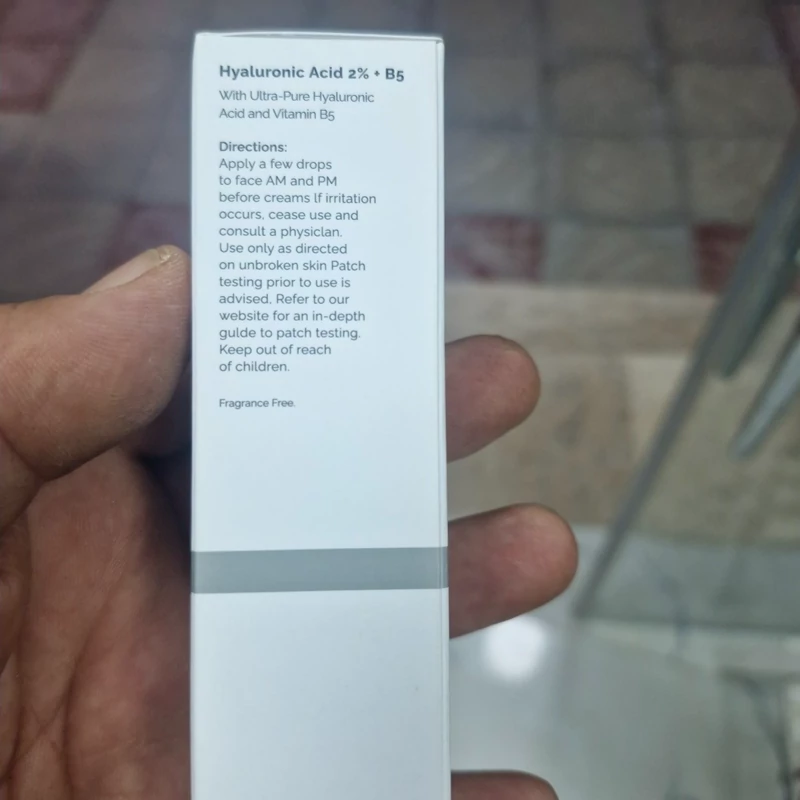 Hyaluronic Acid 2% + B5
With Ultra-Pure Hyaluronic
Acid and Vitamin B5
Directions:
Apply a few drops
to face AM and PM
before creams lf irritation
occurs, cease use and
consult a physiclan.
Use only as directed
on unbroken skin Patch
testing prior to use is
advised. Refer to our
website for an in-depth
gulde to patch testing.
Keep out of reach
of children.
Fragrance Free.